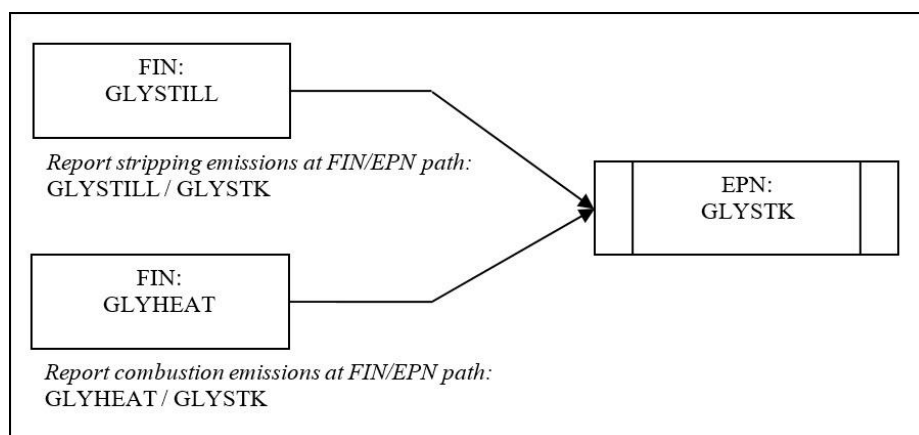 FIN:
GLYSTILL
Report stripping emissions at FIN/EPN path:
GLYSTILL / GLYSTK
EPN:
GLYSTK
FIN:
GLYHEAT
Report combustion emissions at FIN/EPN path:
GLYHEAT / GLYSTK